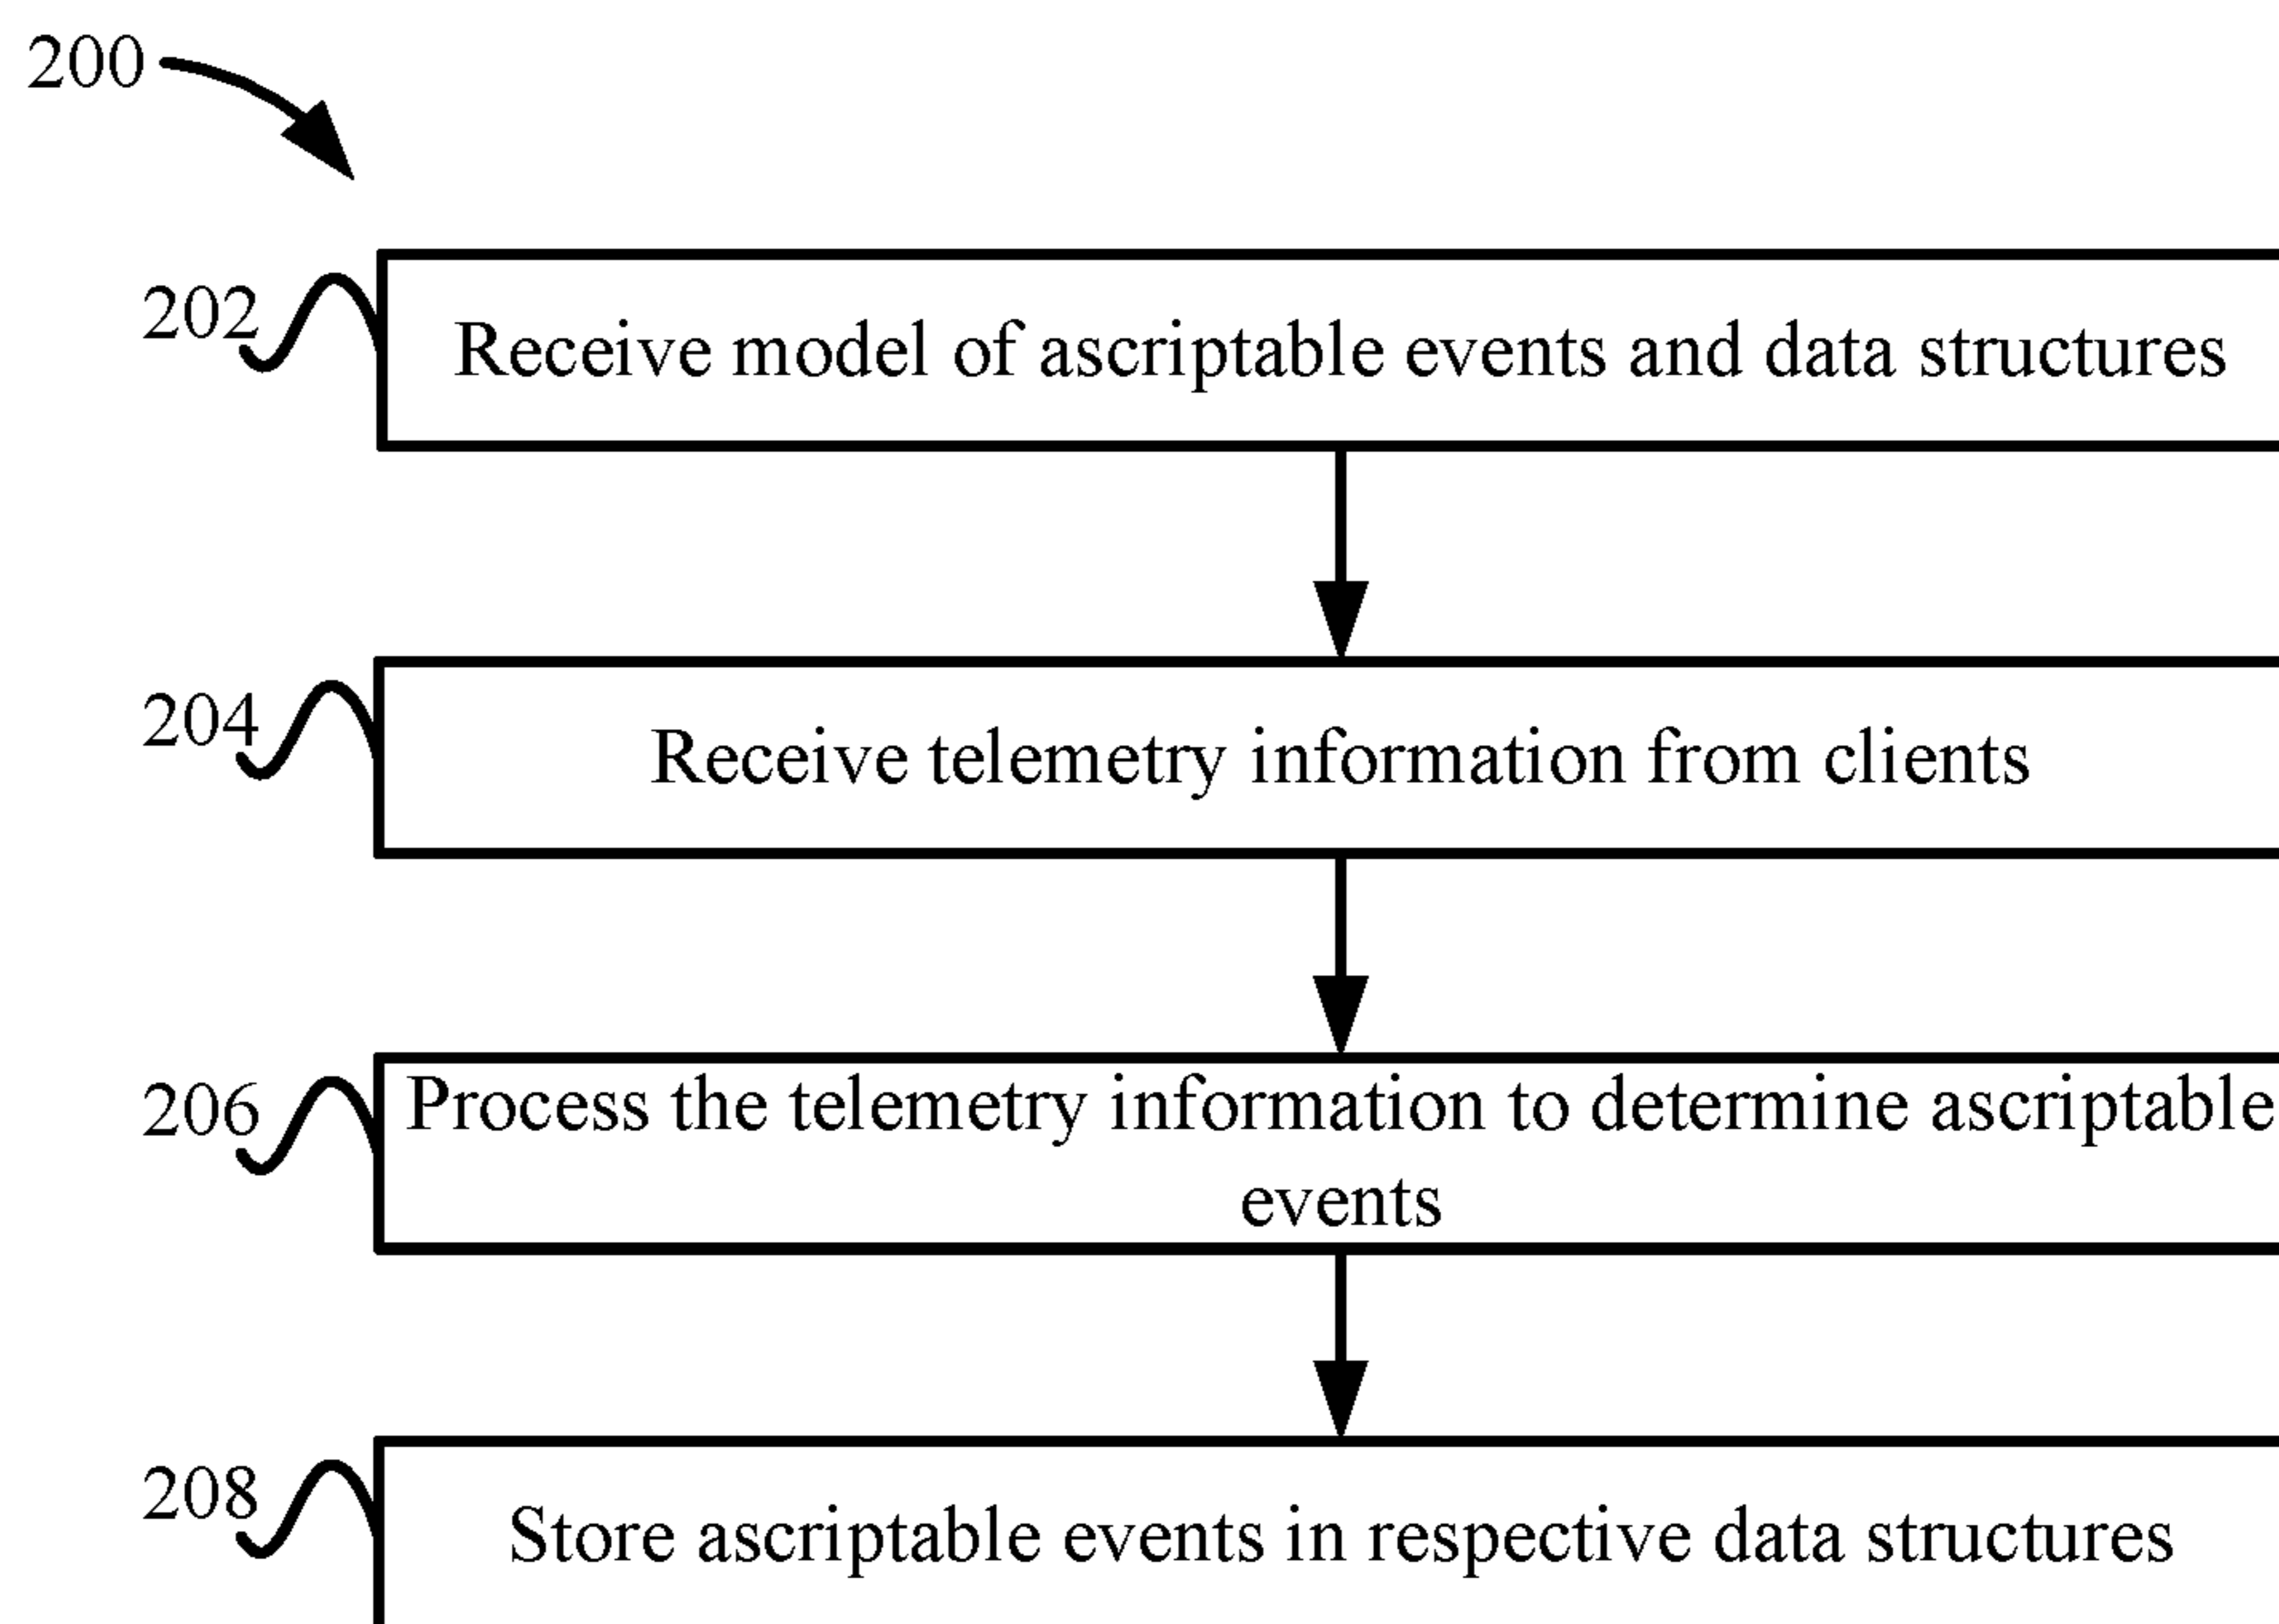 200
202
Receive model of ascriptable events and data structures
204
Receive telemetry information from clients
206
Process the telemetry information to determine ascriptable
events
208
Store ascriptable events in respective data structures